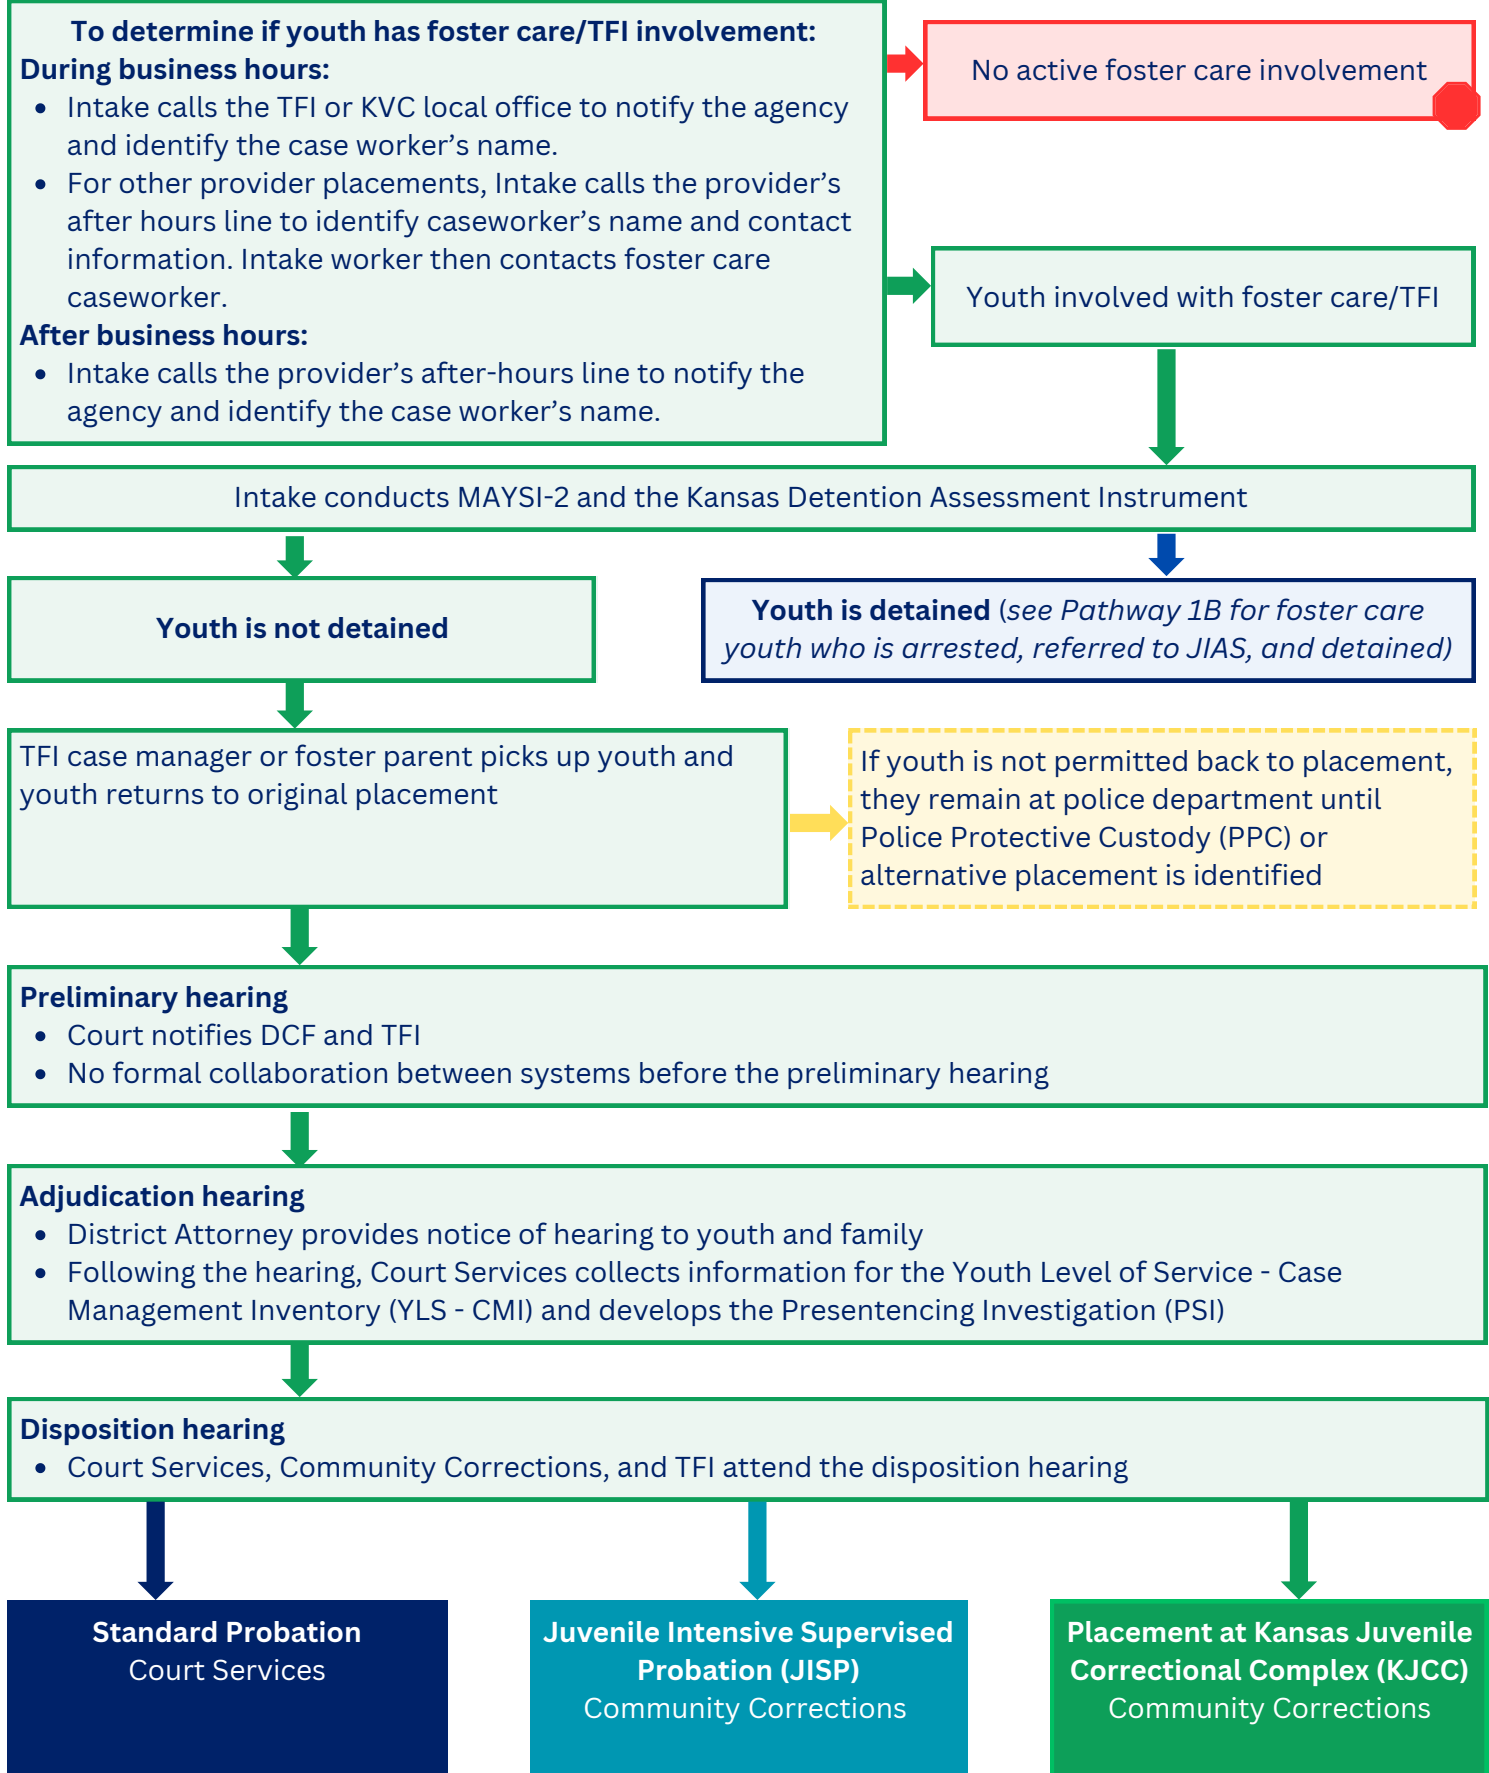 To determine if youth has foster care/TFI involvement:
During business hours:
• Intake calls the TFI or KVC local office to notify the agency
and identify the case worker’s name.
• For other provider placements, Intake calls the provider’s
after hours line to identify caseworker’s name and contact
information. Intake worker then contacts foster care
caseworker.
After business hours:
• Intake calls the provider’s after-hours line to notify the
agency and identify the case worker’s name.
No active foster care involvement
Youth involved with foster care/TFI
Intake conducts MAYSI-2 and the Kansas Detention Assessment Instrument
Youth is not detained
Youth is detained (see Pathway 1B for foster care
youth who is arrested, referred to JIAS, and detained)
TFI case manager or foster parent picks up youth and
youth returns to original placement
If youth is not permitted back to placement,
they remain at police department until
Police Protective Custody (PPC) or
alternative placement is identified
Preliminary hearing
• Court notifies DCF and TFI
• No formal collaboration between systems before the preliminary hearing
Adjudication hearing
• District Attorney provides notice of hearing to youth and family
• Following the hearing, Court Services collects information for the Youth Level of Service - Case
Management Inventory (YLS - CMI) and develops the Presentencing Investigation (PSI)
Disposition hearing
• Court Services, Community Corrections, and TFI attend the disposition hearing
Standard Probation
Court Services
Juvenile Intensive Supervised
Probation (JISP)
Community Corrections
Placement at Kansas Juvenile
Correctional Complex (KJCC)
Community Corrections